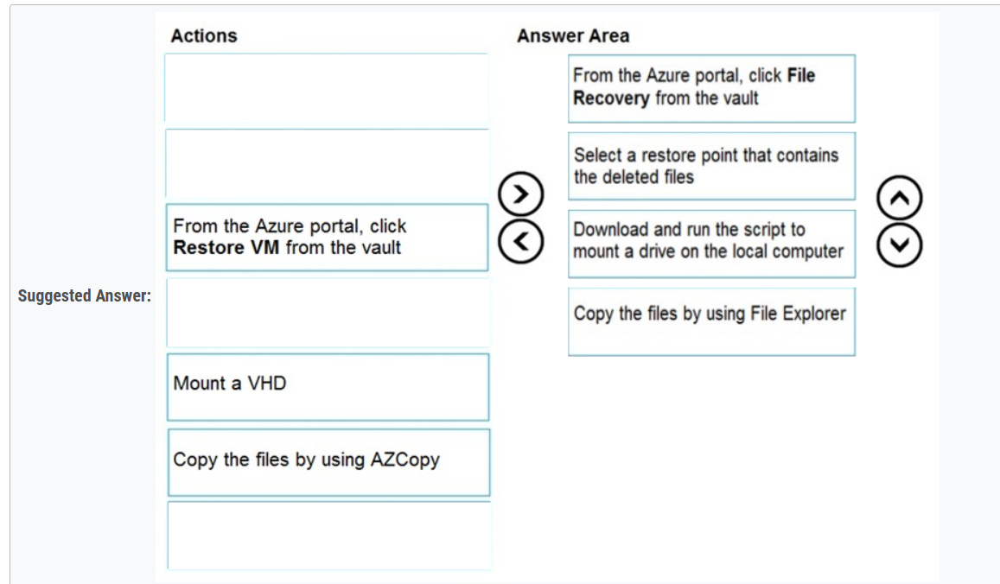 Actions
Answer Area
From the Azure portal, click File
Recovery from the vault
Select a restore point that contains
the deleted files
From the Azure portal, click
Restore VM from the vault
Download and run the script to
mount a drive on the local computer
Suggested Answer:
Copy the files by using File Explorer
Mount a VHD
Copy the files by using AZCopy